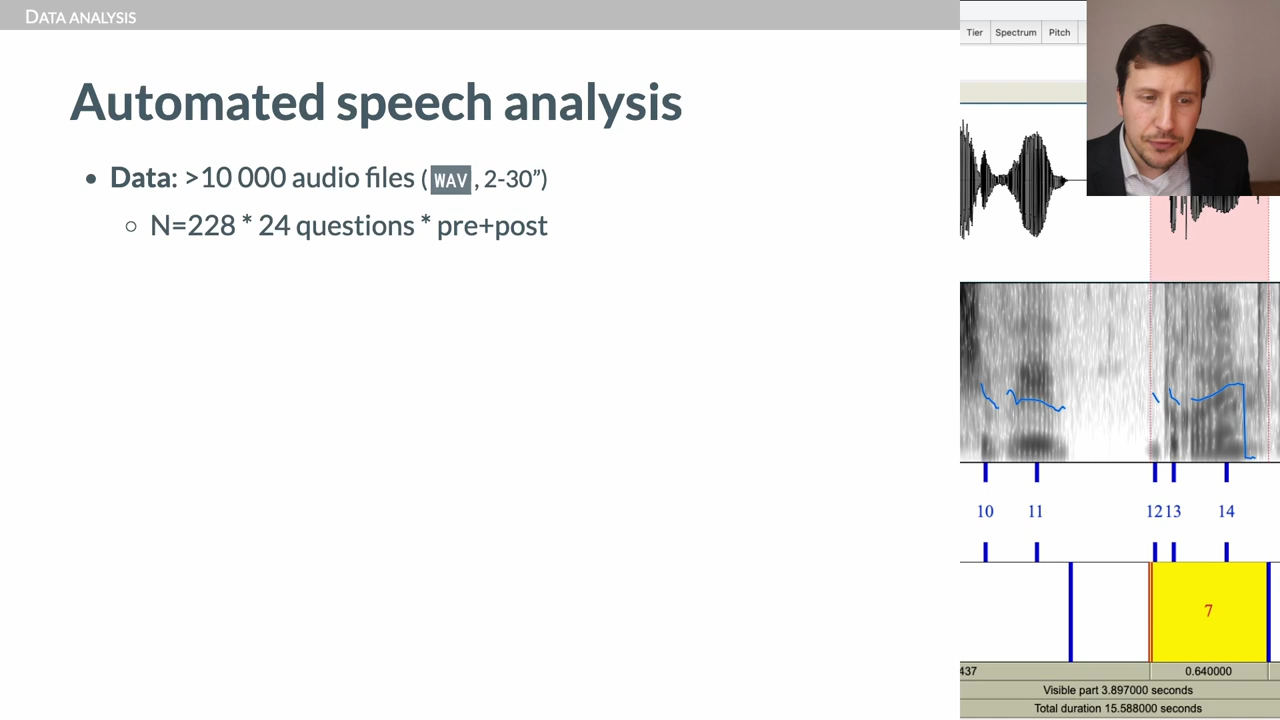 DATA ANALYSIS
Automated speech analysis
• Data: >10 000 audio files ( WAV , 2-30”)
○ N=228 * 24 questions * pre+post
Tier Spectrum Pitch
10 11 12 13 14
7
437 0.640000
Visible part 3.897000 seconds
Total duration 15.588000 seconds